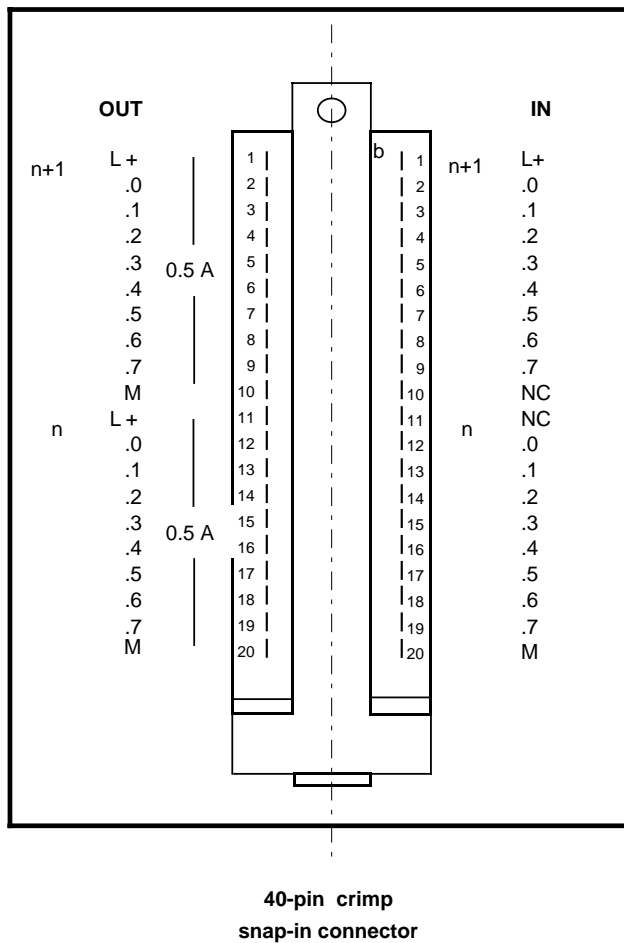 OUT IN
b
n+1 L + 1 1 n+1 L+
.0 2 2 .0
.1 3 3 .1
.2 4 4 .2
.3 0.5 A 5 5 .3
.4 6 6 .4
.5 7 7 .5
.6 8 8 .6
.7 9 9 .7
M 10 10 NC
n L + 11 11 n NC
.0 12 12 .0
.1 13 13 .1
.2 14 14 .2
.3 0.5 A 15 15 .3
.4 16 16 .4
.5 17 17 .5
.6 18 18 .6
.7 19 19 .7
M 20 20 M
40-pin crimp
snap-in connector